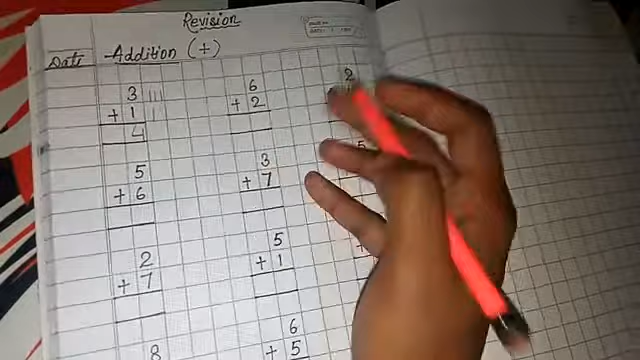 Revision
Date Addition (+)
3 6 2
+ 1 + 2
4
5 3 5
+ 6 + 7
2 5
+ 7 + 1 +
8 6
+ 5